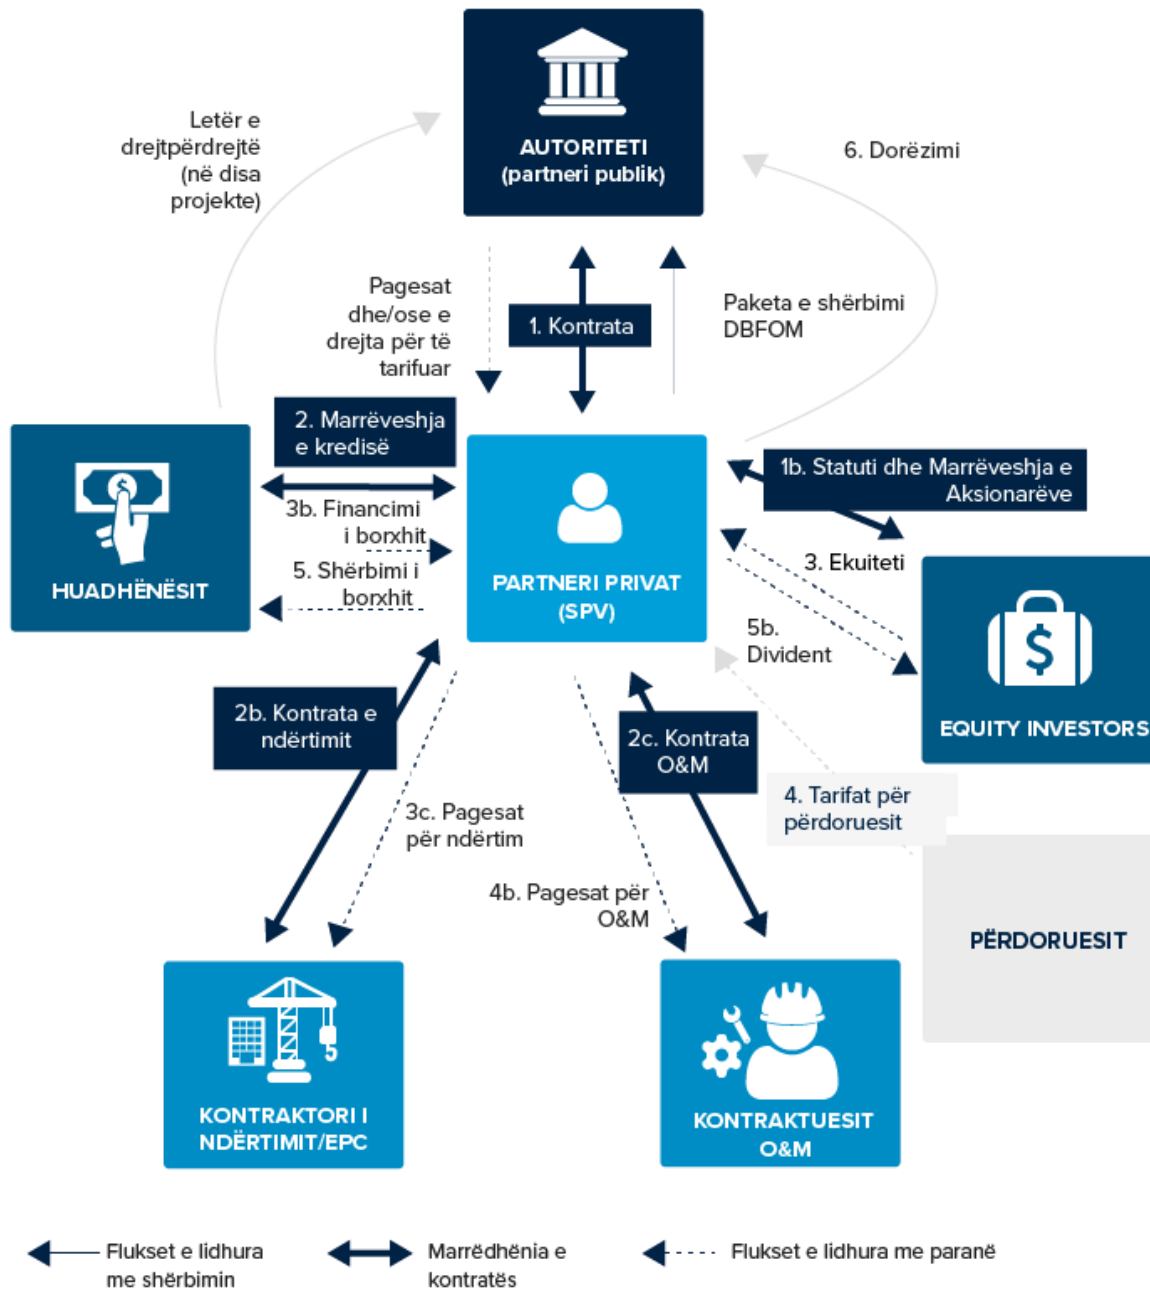 AUTORITETI
(partneri publik)
Letër e
drejtpërdrejtë
(në disa
projekte)
6. Dorëzimi
Pagesat
dhe/ose e
drejta për të
tarifuar
1. Kontrata
Paketa e shërbimi
DBFOM
2. Marrëveshja
e kredisë
1b. Statuti dhe Marrëveshja e
Aksionarëve
HUADHËNËSIT
3b. Financimi
i borxhit
5. Shërbimi i
borxhit
PARTNERI PRIVAT
(SPV)
3. Ekuiteti
5b.
Divident
$
EQUITY INVESTORS
2b. Kontrata e
ndërtimit
2c. Kontrata
O&M
3c. Pagesat
për ndërtim
4. Tarifat për
përdoruesit
4b. Pagesat për
O&M
PËRDORUESIT
KONTRAKTORI I
NDËRTIMIT/EPC
KONTRAKTUESIT
O&M
Flukset e lidhura
me shërbimin
Marrëdhënia e
kontratës
Flukset e lidhura me paranë